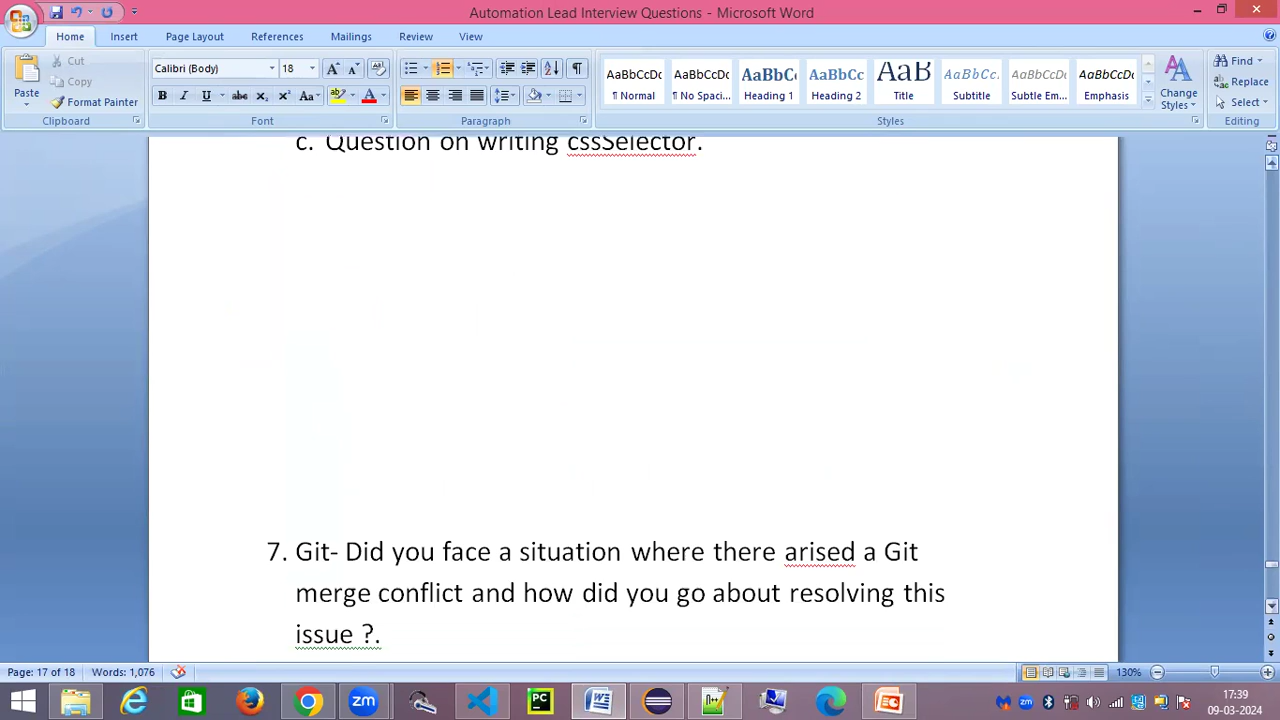 Automation Lead Interview Questions - Microsoft Word
Home Insert Page Layout References Mailings Review View
Cut
Copy
Format Painter
Paste
Clipboard
Calibri (Body) 18
B I U abc X₂ X² Aa A
Font
Paragraph
AaBbCcDc AaBbCcDc AaBbC AaBbCc AaB AaBbCc. AaBbCcDc AaBbCcDc
¶ Normal ¶ No Spaci... Heading 1 Heading 2 Title Subtitle Subtle Em... Emphasis
Change Styles
Styles
Find
Replace
Select
Editing
c. Question on writing cssSelector.
7. Git- Did you face a situation where there arised a Git
merge conflict and how did you go about resolving this
issue ?.
Page: 17 of 18 Words: 1,076 130%
17:39
09-03-2024